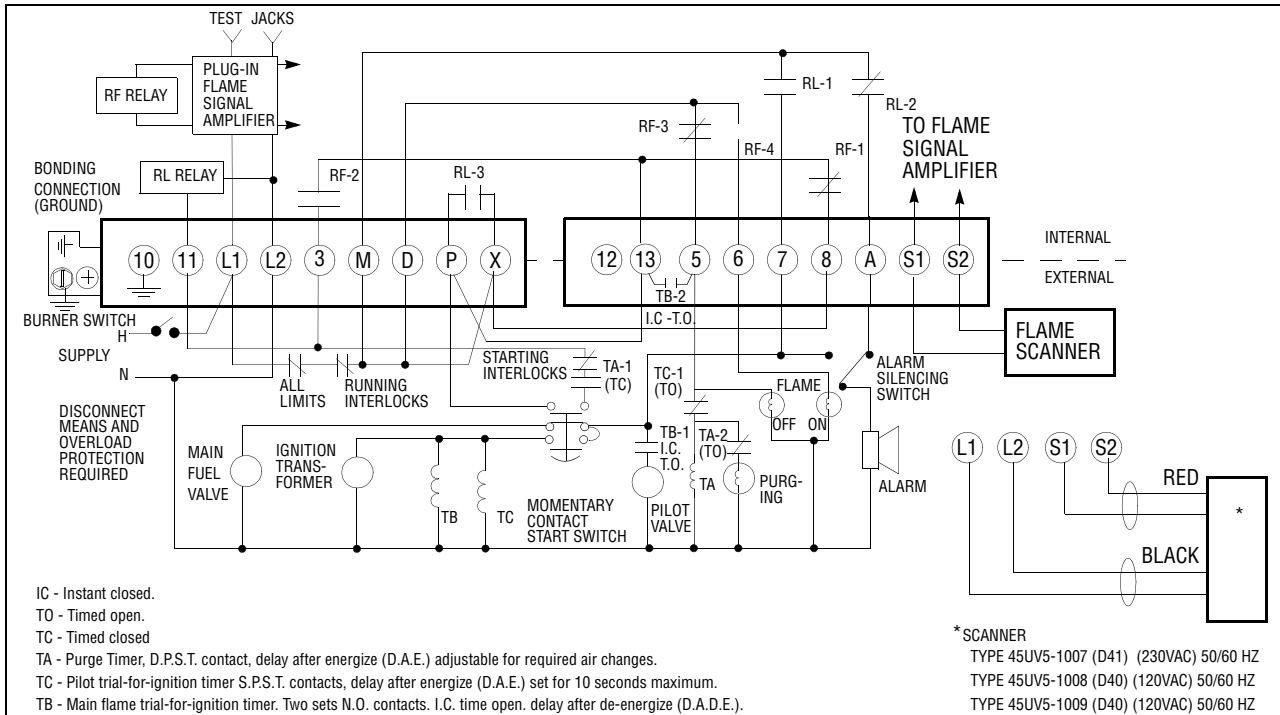 TEST JACKS
PLUG-IN
FLAME
SIGNAL
AMPLIFIER
RF RELAY
RL RELAY
BONDING
CONNECTION
(GROUND)
RF-2
RL-3
RF-3
RF-4
RL-1
RF-1
RL-2
TO FLAME
SIGNAL
AMPLIFIER
10 11 L1 L2 3 M D P X
12 13 5 6 7 8 A S1 S2
TB-2
I.C -T.O.
INTERNAL
EXTERNAL
BURNER SWITCH
H
SUPPLY
N
DISCONNECT
MEANS AND
OVERLOAD
PROTECTION
REQUIRED
ALL
LIMITS
RUNNING
INTERLOCKS
STARTING
INTERLOCKS
TA-1
(TC)
TC-1
(TO)
FLAME
OFF ON
ALARM
SILENCING
SWITCH
FLAME
SCANNER
MAIN
FUEL
VALVE
IGNITION
TRANS-
FORMER
TB
TC
MOMENTARY
CONTACT
START SWITCH
TB-1
I.C.
T.O.
PILOT
VALVE
TA-2
(TO)
TA
PURG-
ING
ALARM
L1 L2 S1 S2
RED
*
BLACK
IC - Instant closed.
TO - Timed open.
TC - Timed closed
TA - Purge Timer, D.P.S.T. contact, delay after energize (D.A.E.) adjustable for required air changes.
TC - Pilot trial-for-ignition timer S.P.S.T. contacts, delay after energize (D.A.E.) set for 10 seconds maximum.
TB - Main flame trial-for-ignition timer. Two sets N.O. contacts. I.C. time open. delay after de-energize (D.A.D.E.).
* SCANNER
TYPE 45UV5-1007 (D41) (230VAC) 50/60 HZ
TYPE 45UV5-1008 (D40) (120VAC) 50/60 HZ
TYPE 45UV5-1009 (D40) (120VAC) 50/60 HZ